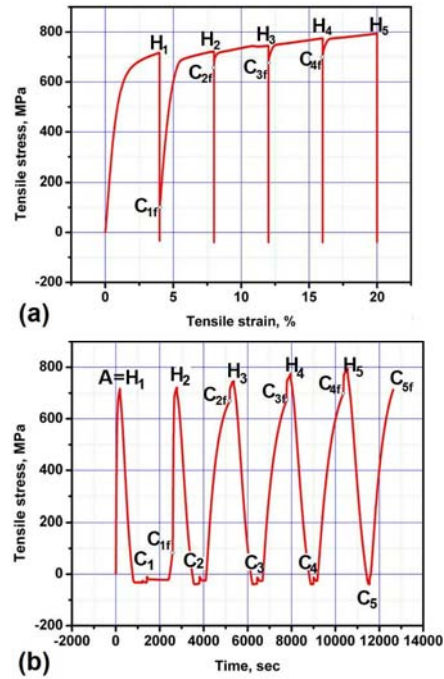 H1 H2 H3 H4 H5
800
C2f C3f C4f
600
400
200
C1f
0
-200
Tensile stress, MPa
0 5 10 15 20
(a)
Tensile strain, %
A=H1 H2 H3 H4 H5
800
C2f C3f C4f C5f
600
400
200
C1f
C1 C2 C3 C4
0
C5
-200
Tensile stress, MPa
-2000 0 2000 4000 6000 8000 10000 12000 14000
(b)
Time, sec